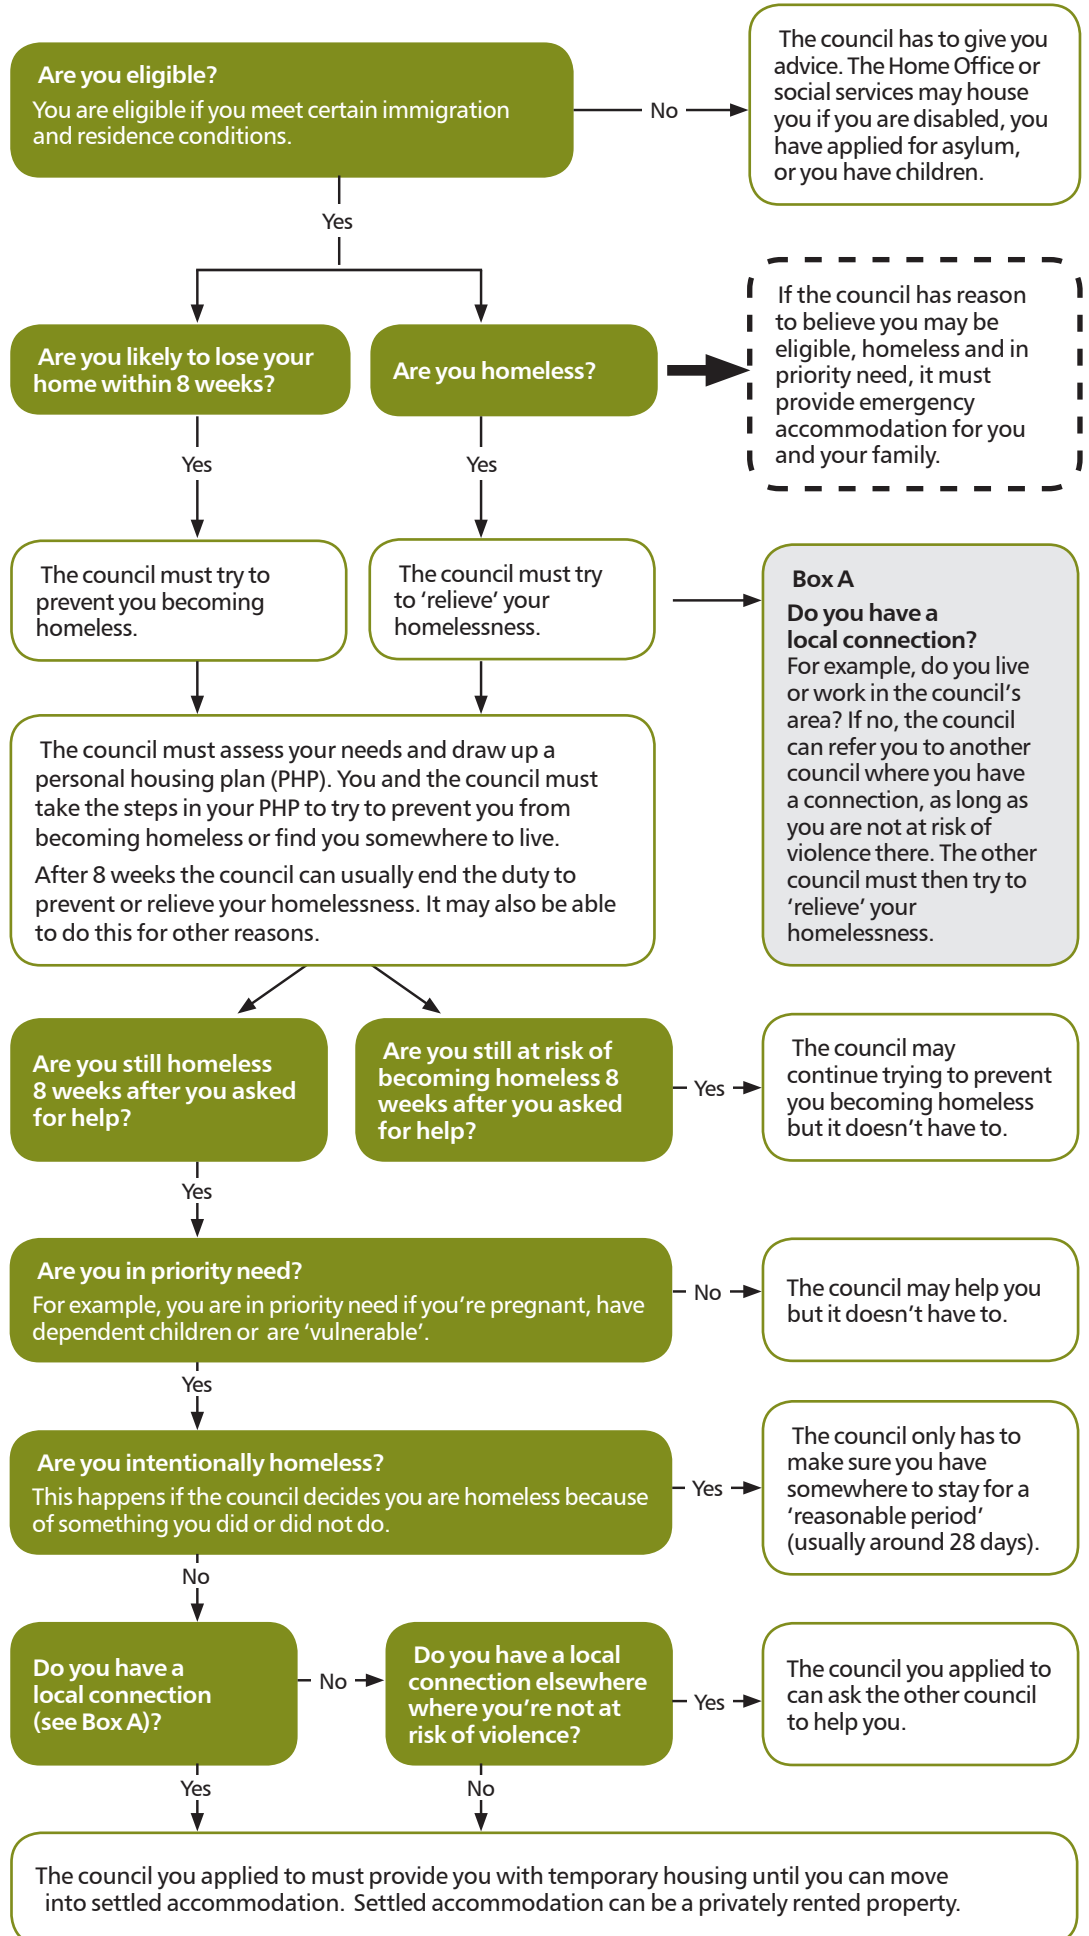 Are you eligible?
You are eligible if you meet certain immigration
and residence conditions.
No
The council has to give you
advice. The Home Office or
social services may house
you if you are disabled, you
have applied for asylum,
or you have children.
Yes
Are you likely to lose your
home within 8 weeks?
Are you homeless?
If the council has reason
to believe you may be
eligible, homeless and in
priority need, it must
provide emergency
accommodation for you
and your family.
Yes
Yes
The council must try to
prevent you becoming
homeless.
The council must try
to ‘relieve’ your
homelessness.
Box A
Do you have a
local connection?
For example, do you live
or work in the council’s
area? If no, the council
can refer you to another
council where you have
a connection, as long as
you are not at risk of
violence there. The other
council must then try to
‘relieve’ your
homelessness.
The council must assess your needs and draw up a
personal housing plan (PHP). You and the council must
take the steps in your PHP to try to prevent you from
becoming homeless or find you somewhere to live.
After 8 weeks the council can usually end the duty to
prevent or relieve your homelessness. It may also be able
to do this for other reasons.
Are you still homeless
8 weeks after you asked
for help?
Are you still at risk of
becoming homeless 8
weeks after you asked
for help?
Yes
The council may
continue trying to prevent
you becoming homeless
but it doesn’t have to.
Yes
Are you in priority need?
For example, you are in priority need if you’re pregnant, have
dependent children or are ‘vulnerable’.
No
The council may help you
but it doesn’t have to.
Yes
Are you intentionally homeless?
This happens if the council decides you are homeless because
of something you did or did not do.
Yes
The council only has to
make sure you have
somewhere to stay for a
‘reasonable period’
(usually around 28 days).
No
Do you have a
local connection
(see Box A)?
No
Do you have a local
connection elsewhere
where you’re not at
risk of violence?
Yes
The council you applied to
can ask the other council
to help you.
Yes
No
The council you applied to must provide you with temporary housing until you can move
into settled accommodation. Settled accommodation can be a privately rented property.